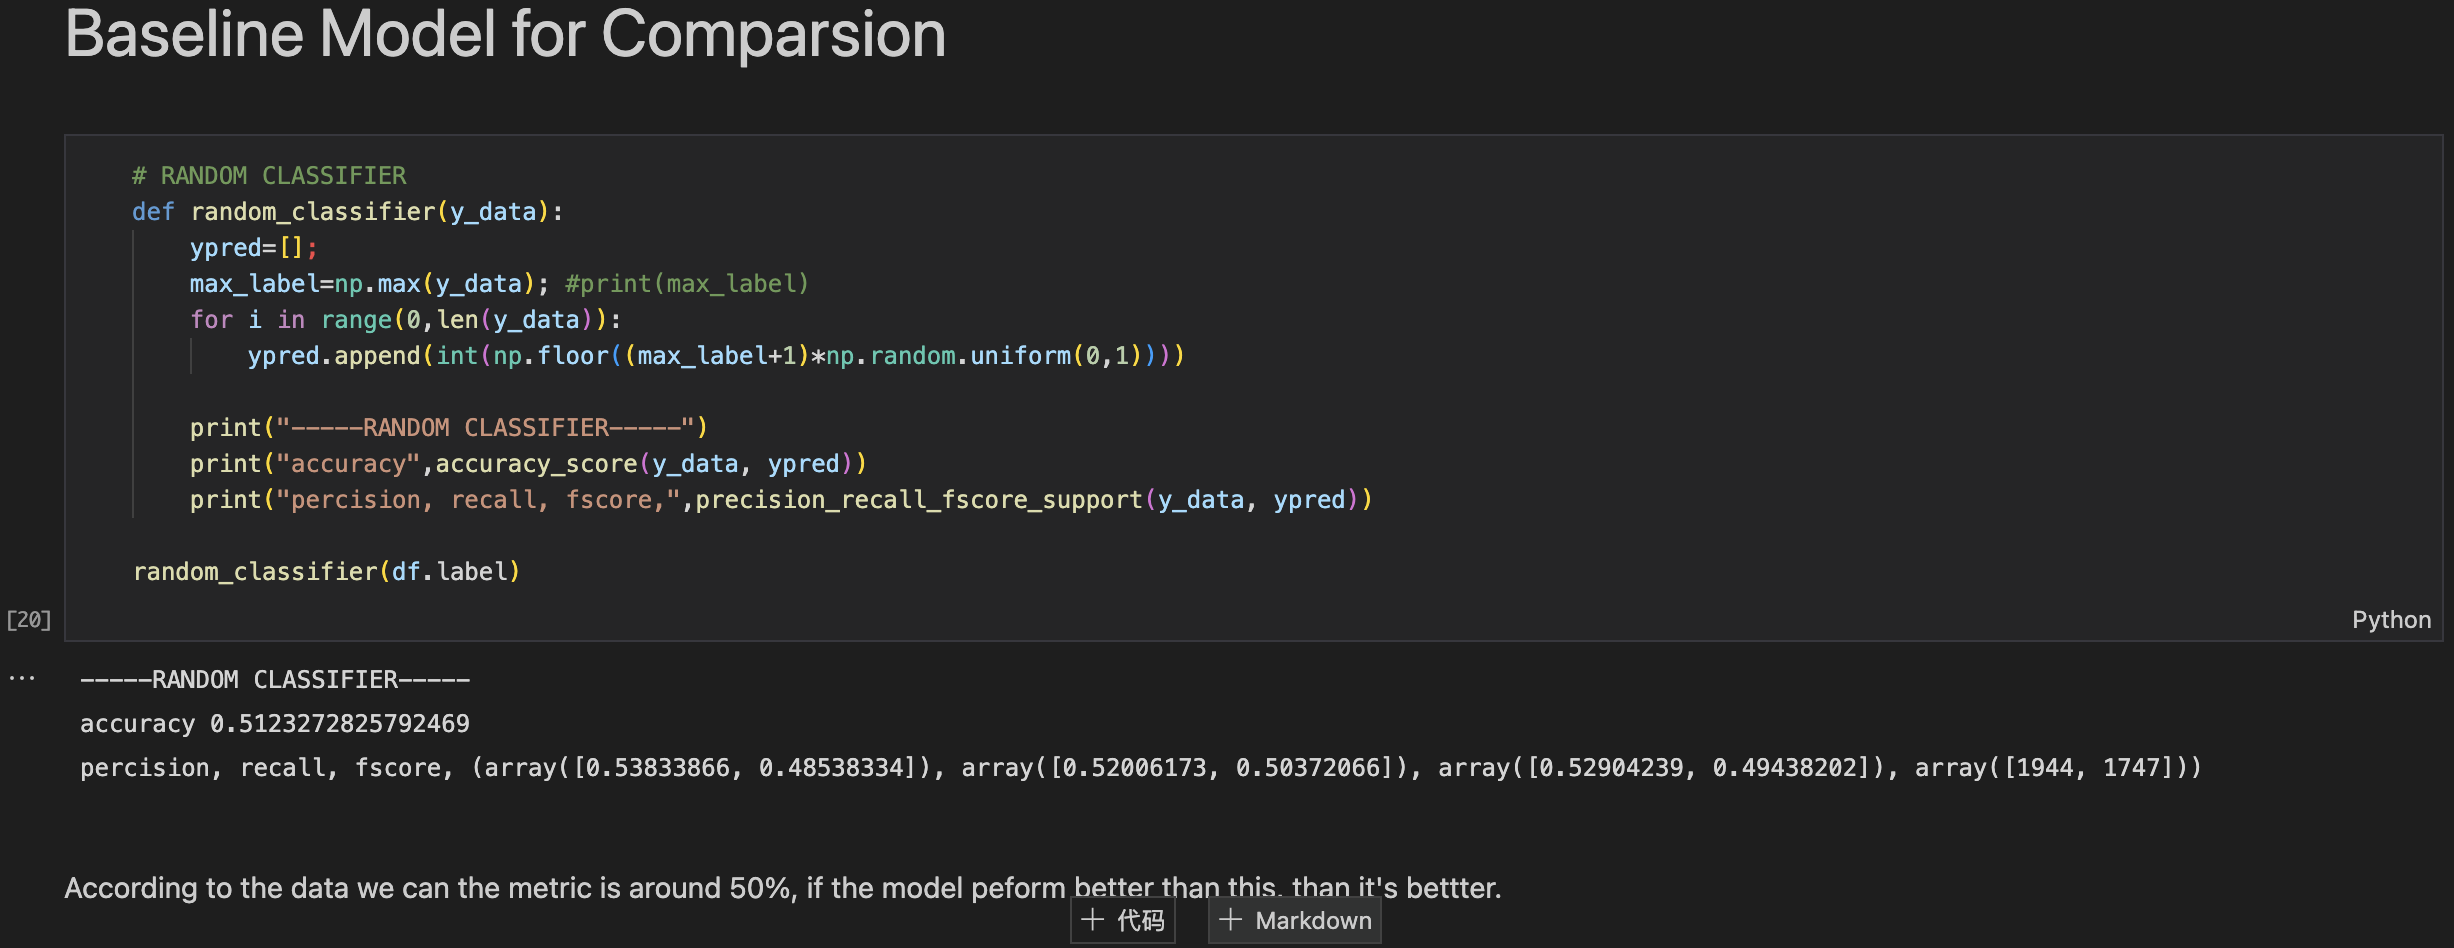 Baseline Model for Comparsion
# RANDOM CLASSIFIER
def random_classifier(y_data):
    ypred=[];
    max_label=np.max(y_data); #print(max_label)
    for i in range(0,len(y_data)):
        ypred.append(int(np.floor((max_label+1)*np.random.uniform(0,1))))
    print("-----RANDOM CLASSIFIER-----")
    print("accuracy",accuracy_score(y_data, ypred))
    print("percision, recall, fscore,",precision_recall_fscore_support(y_data, ypred))
random_classifier(df.label)
[20]
Python
-----RANDOM CLASSIFIER-----
accuracy 0.5123272825792469
percision, recall, fscore, (array([0.53833866, 0.48538334]), array([0.52006173, 0.50372066]), array([0.52904239, 0.49438202]), array([1944, 1747]))
According to the data we can the metric is around 50%, if the model peform better than this, than it's bettter.
+ 代码 + Markdown